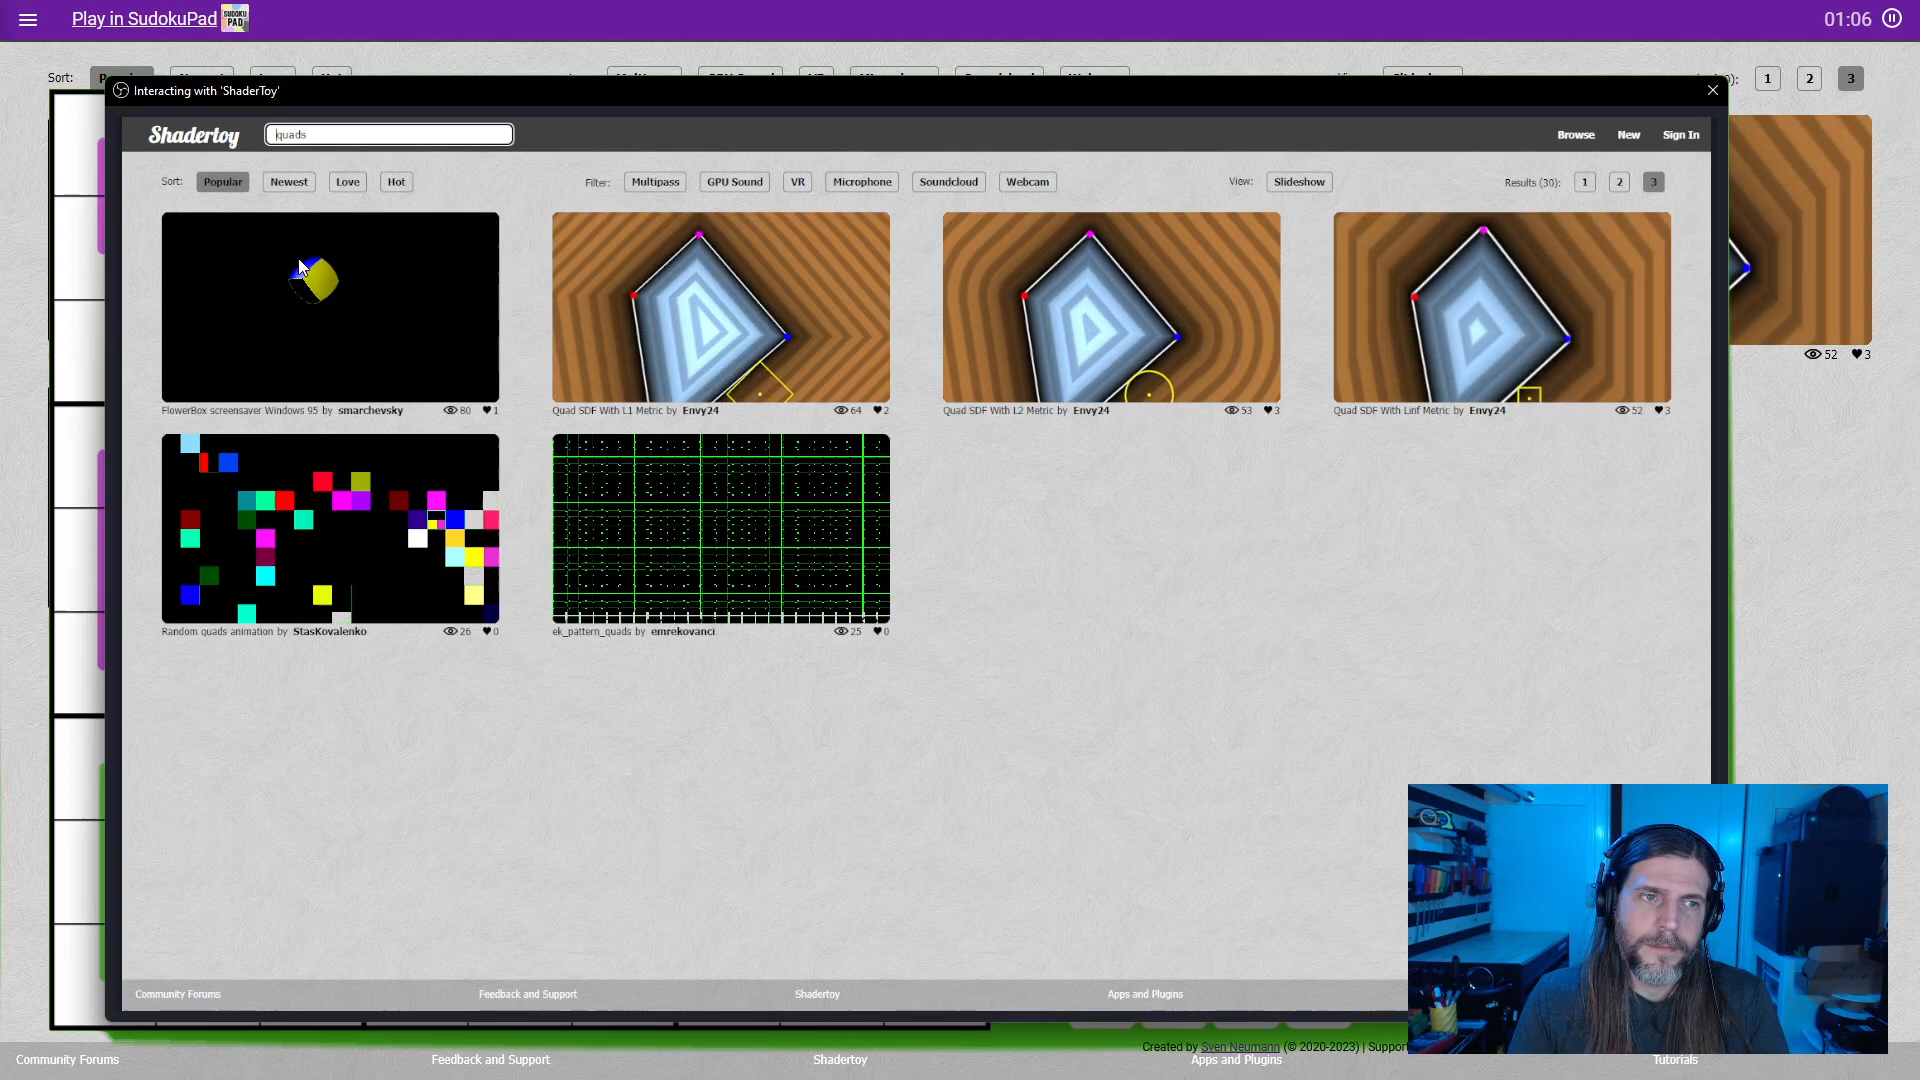 Play in SudokuPad
SUDOKU PAD
01:06
Sort:
1 2 3
Interacting with 'ShaderToy'
Shadertoy
quads
Browse New Sign In
Sort: Popular Newest Love Hot
Filter: Multipass GPU Sound VR Microphone Soundcloud Webcam
View: Slideshow
Results (30): 1 2 3
52 3
FlowerBox screensaver Windows 95 by smarchevsky 80 1
Quad SDF With L1 Metric by Envy24 64 2
Quad SDF With L2 Metric by Envy24 53 3
Quad SDF With Linf Metric by Envy24 52 3
Random quads animation by StasKovalenko 26 0
ek_pattern_quads by emrekovanci 25 0
Community Forums Feedback and Support Shadertoy Apps and Plugins
Created by Sven Neumann (© 2020-2023) | Support
Community Forums Feedback and Support Shadertoy Apps and Plugins Tutorials